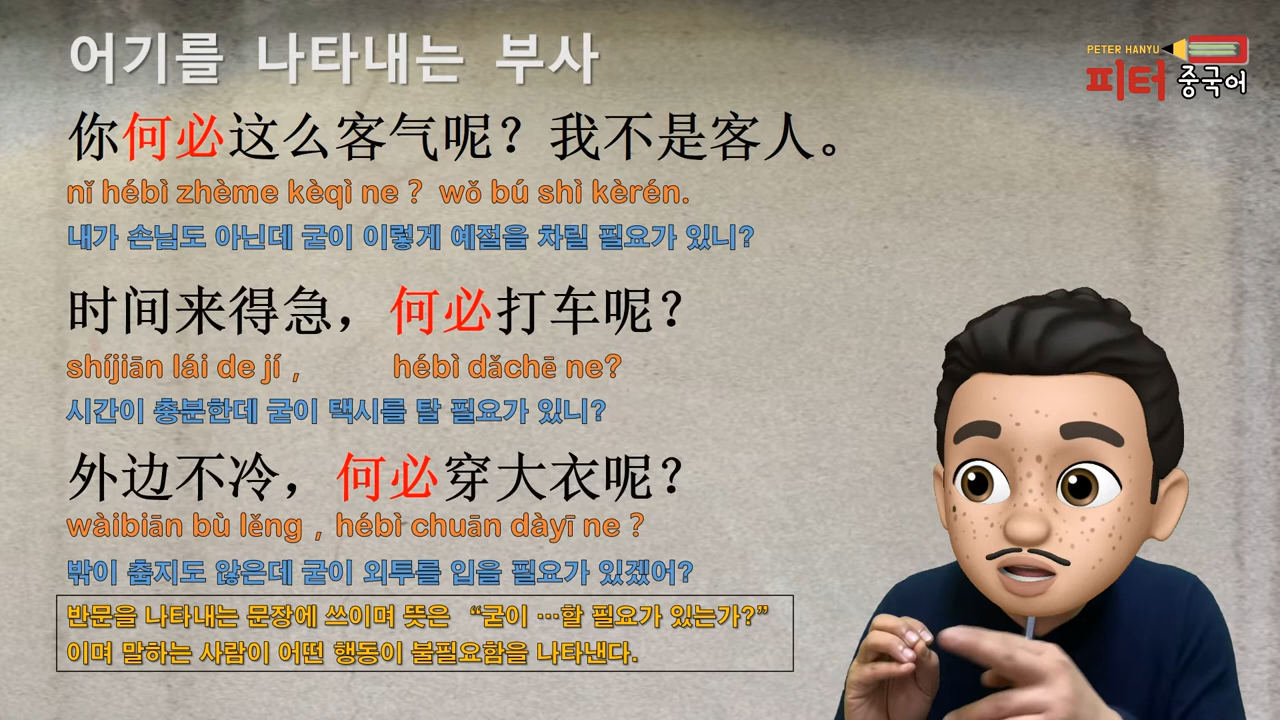 어기를 나타내는 부사
PETER HANYU
피터 중국어
你何必这么客气呢？我不是客人。
nǐ hébì zhème kèqì ne？ wǒ bú shì kèrén.
내가 손님도 아닌데 굳이 이렇게 예절을 차릴 필요가 있니?
时间来得急，何必打车呢？
shíjiān lái de jí， hébì dǎchē ne?
시간이 충분한데 굳이 택시를 탈 필요가 있니?
外边不冷，何必穿大衣呢？
wàibiān bù lěng，hébì chuān dàyī ne？
밖이 춥지도 않은데 굳이 외투를 입을 필요가 있겠어?
반문을 나타내는 문장에 쓰이며 뜻은 “굳이 …할 필요가 있는가?”
이며 말하는 사람이 어떤 행동이 불필요함을 나타낸다.